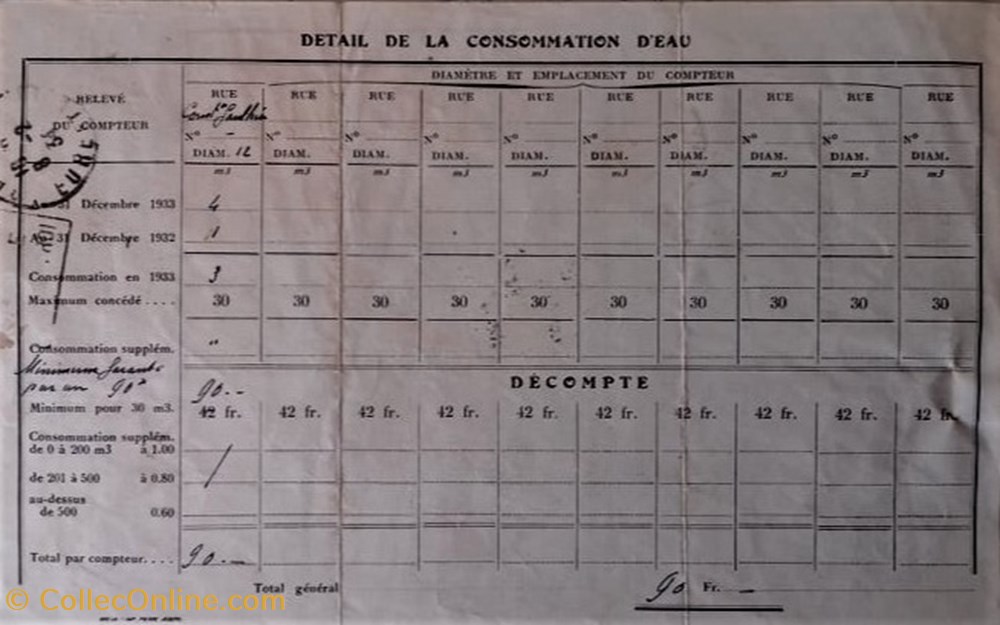 DETAIL DE LA CONSOMMATION D'EAU
DIAMÈTRE ET EMPLACEMENT DU COMPTEUR
RELEVÉ
DU COMPTEUR
RUE RUE RUE RUE RUE RUE RUE RUE RUE RUE
N° - N° N° N° N° N° N° N° N° N°
DIAM. 12 DIAM. DIAM. DIAM. DIAM. DIAM. DIAM. DIAM. DIAM. DIAM.
m3 m3 m3 m3 m3 m3 m3 m3 m3 m3
Au 31 Décembre 1933 4
Au 31 Décembre 1932 1
Consommation en 1933 3
Maximum concédé .... 30 30 30 30 30 30 30 30 30 30
Consommation supplém. "
Minimum
par an 90
DÉCOMPTE
90.-
Minimum pour 30 m3. 42 fr. 42 fr. 42 fr. 42 fr. 42 fr. 42 fr. 42 fr. 42 fr. 42 fr. 42 fr.
Consommation supplém.
de 0 à 200 m3 à 1.00
de 201 à 500 à 0.80
au-dessus
de 500 0.60
Total par compteur.... 90.-
Total général 90 Fr. -
© CollecOnline.com